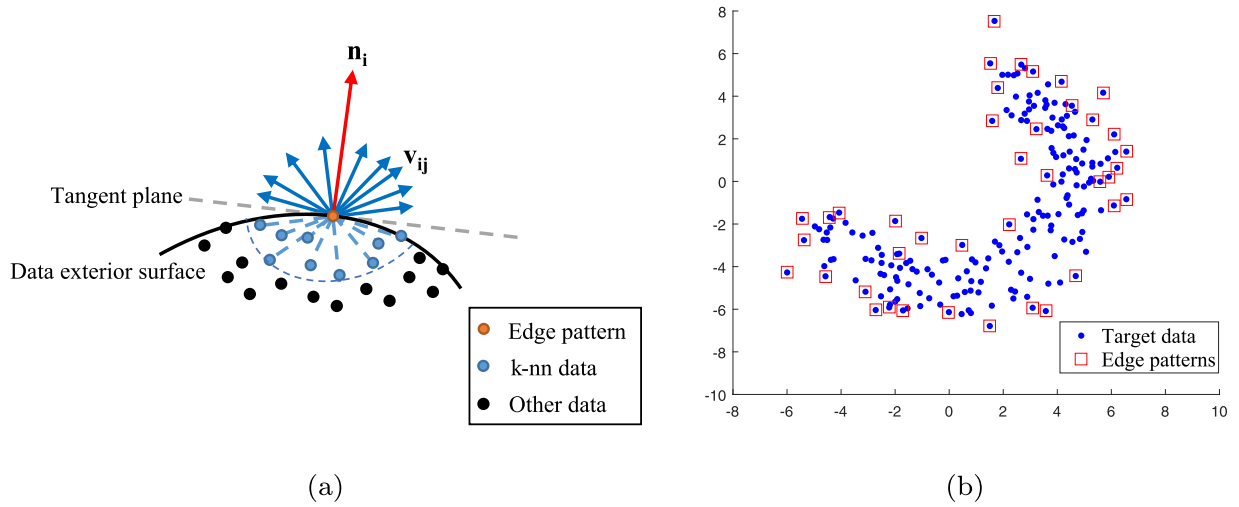 n_i
v_ij
Tangent plane
Data exterior surface
Edge pattern
k-nn data
Other data
(a)
8
6
4
2
0
-2
-4
-6
-8
-10
-8
-6
-4
-2
0
2
4
6
8
10
Target data
Edge patterns
(b)